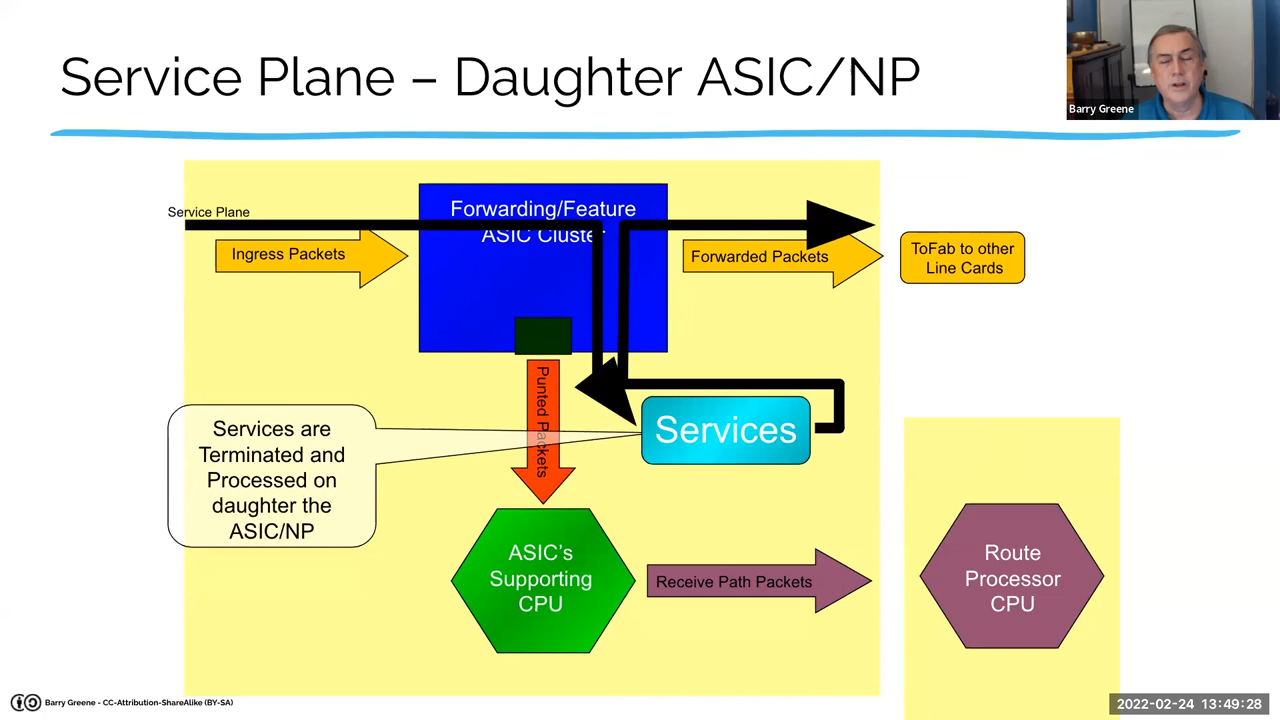 Service Plane – Daughter ASIC/NP
Barry Greene
Service Plane
Forwarding/Feature
ASIC Cluster
Ingress Packets
Forwarded Packets
ToFab to other
Line Cards
Punted Packets
Services
Services are
Terminated and
Processed on
daughter the
ASIC/NP
ASIC's
Supporting
CPU
Receive Path Packets
Route
Processor
CPU
Barry Greene - CC-Attribution-ShareAlike (BY-SA)
2022-02-24 13:49:28